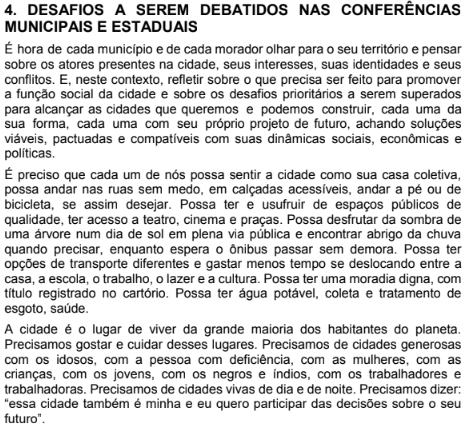 4. DESAFIOS A SEREM DEBATIDOS NAS CONFERÊNCIAS
MUNICIPAIS E ESTADUAIS
É hora de cada município e de cada morador olhar para o seu território e pensar
sobre os atores presentes na cidade, seus interesses, suas identidades e seus
conflitos. E, neste contexto, refletir sobre o que precisa ser feito para promover
a função social da cidade e sobre os desafios prioritários a serem superados
para alcançar as cidades que queremos e podemos construir, cada uma da
sua forma, cada uma com seu próprio projeto de futuro, achando soluções
viáveis, pactuadas e compatíveis com suas dinâmicas sociais, econômicas e
políticas.
É preciso que cada um de nós possa sentir a cidade como sua casa coletiva,
possa andar nas ruas sem medo, em calçadas acessíveis, andar a pé ou de
bicicleta, se assim desejar. Possa ter e usufruir de espaços públicos de
qualidade, ter acesso a teatro, cinema e praças. Possa desfrutar da sombra de
uma árvore num dia de sol em plena via pública e encontrar abrigo da chuva
quando precisar, enquanto espera o ônibus passar sem demora. Possa ter
opções de transporte diferentes e gastar menos tempo se deslocando entre a
casa, a escola, o trabalho, o lazer e a cultura. Possa ter uma moradia digna, com
título registrado no cartório. Possa ter água potável, coleta e tratamento de
esgoto, saúde.
A cidade é o lugar de viver da grande maioria dos habitantes do planeta.
Precisamos gostar e cuidar desses lugares. Precisamos de cidades generosas
com os idosos, com a pessoa com deficiência, com as mulheres, com as
crianças, com os jovens, com os negros e índios, com os trabalhadores e
trabalhadoras. Precisamos de cidades vivas de dia e de noite. Precisamos dizer:
“essa cidade também é minha e eu quero participar das decisões sobre o seu
futuro”.